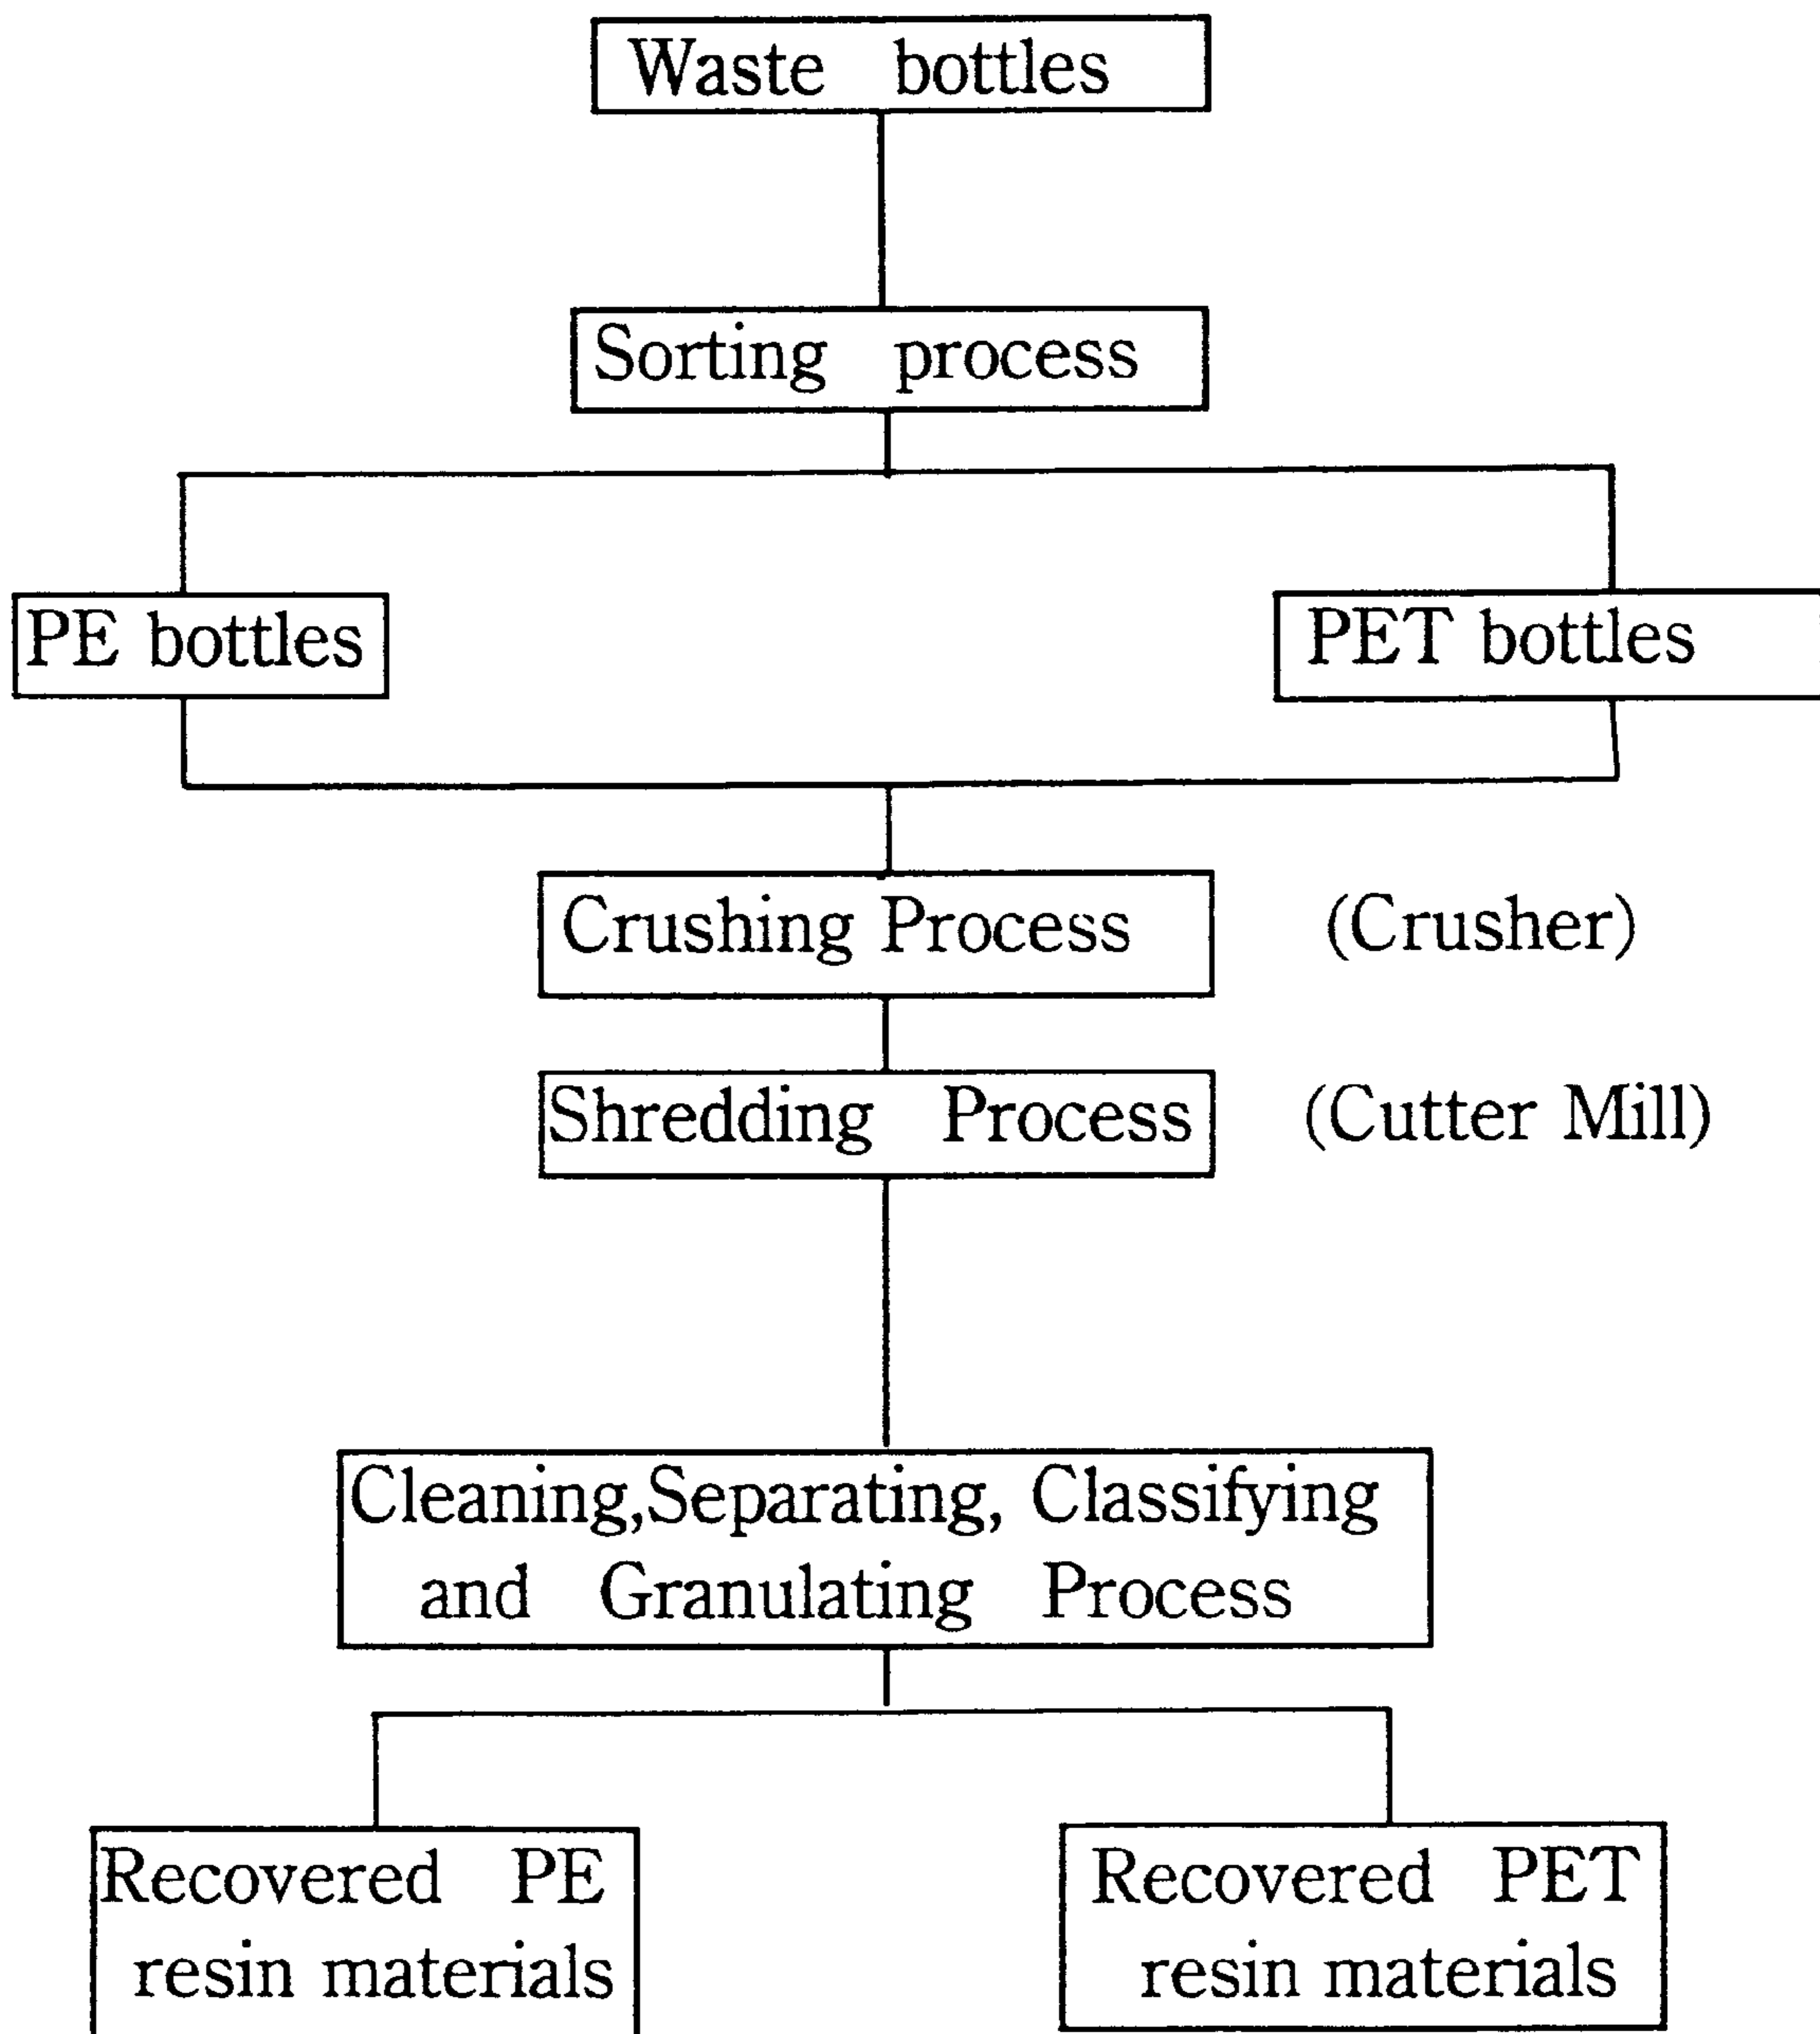 Waste bottles
Sorting process
PE bottles
PET bottles
Crushing Process
(Crusher)
Shredding Process
(Cutter Mill)
Cleaning,Separating, Classifying
and Granulating Process
Recovered PE
resin materials
Recovered PET
resin materials